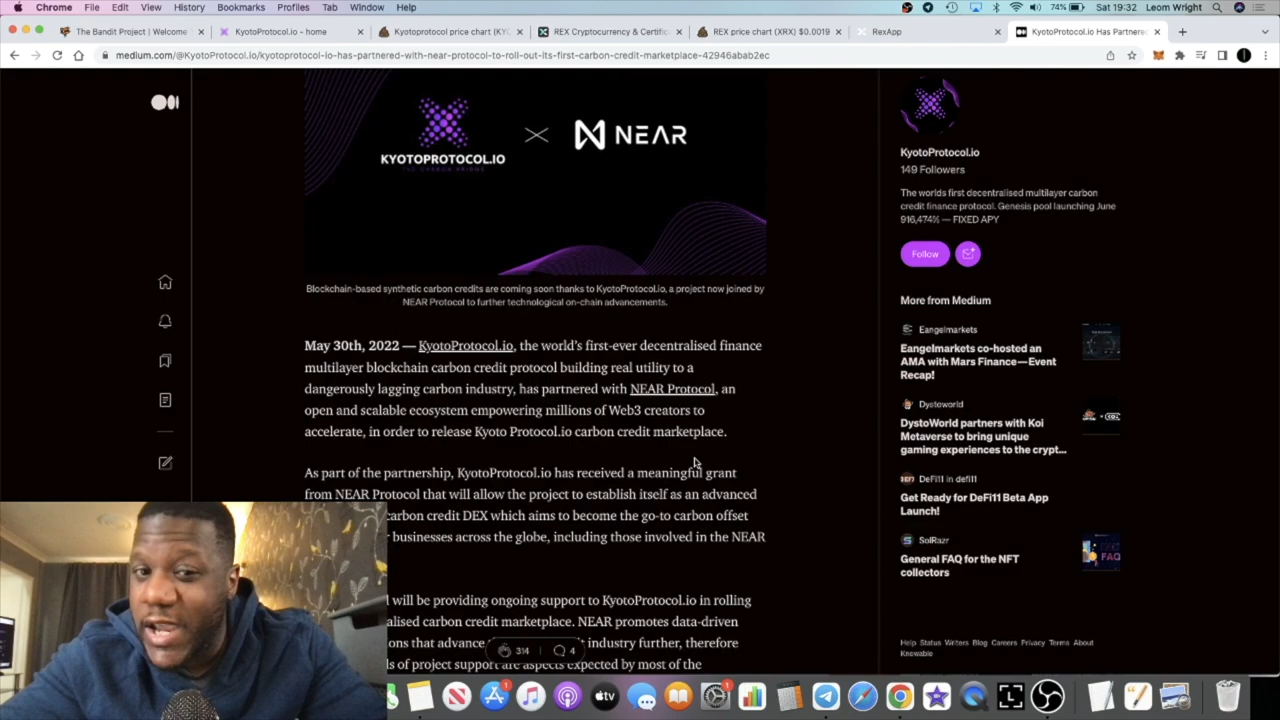 Chrome File Edit View History Bookmarks Profiles Tab Window Help
74% Sat 19:32 Leom Wright
The Bandit Project | Welcome
KyotoProtocol.io - home
Kyotoprotocol price chart (KYO
REX Cryptocurrency & Certific
REX price chart (XRX) $0.0019
RexApp
KyotoProtocol.io Has Partnere
medium.com/@KyotoProtocol.io/kyotoprotocol-io-has-partnered-with-near-protocol-to-roll-out-its-first-carbon-credit-marketplace-42946abab2ec
KYOTOPROTOCOL.IO
NEAR
Blockchain-based synthetic carbon credits are coming soon thanks to KyotoProtocol.io, a project now joined by
NEAR Protocol to further technological on-chain advancements.
May 30th, 2022 — KyotoProtocol.io, the world's first-ever decentralised finance
multilayer blockchain carbon credit protocol building real utility to a
dangerously lagging carbon industry, has partnered with NEAR Protocol, an
open and scalable ecosystem empowering millions of Web3 creators to
accelerate, in order to release Kyoto Protocol.io carbon credit marketplace.
As part of the partnership, KyotoProtocol.io has received a meaningful grant
from NEAR Protocol that will allow the project to establish itself as an advanced
carbon credit DEX which aims to become the go-to carbon offset
businesses across the globe, including those involved in the NEAR
will be providing ongoing support to KyotoProtocol.io in rolling
alised carbon credit marketplace. NEAR promotes data-driven
ons that advance industry further, therefore
314 4
s of project support are aspects expected by most of the
KyotoProtocol.io
149 Followers
The worlds first decentralised multilayer carbon
credit finance protocol. Genesis pool launching June
916,474% — FIXED APY
Follow
More from Medium
Eangelmarkets
Eangelmarkets co-hosted an
AMA with Mars Finance — Event
Recap!
Dystoworld
DystoWorld partners with Koi
Metaverse to bring unique
gaming experiences to the crypt...
DeFi11 in defi11
Get Ready for DeFi11 Beta App
Launch!
SolRazr
General FAQ for the NFT
collectors
FAQ
Help Status Writers Blog Careers Privacy Terms About
Knowable